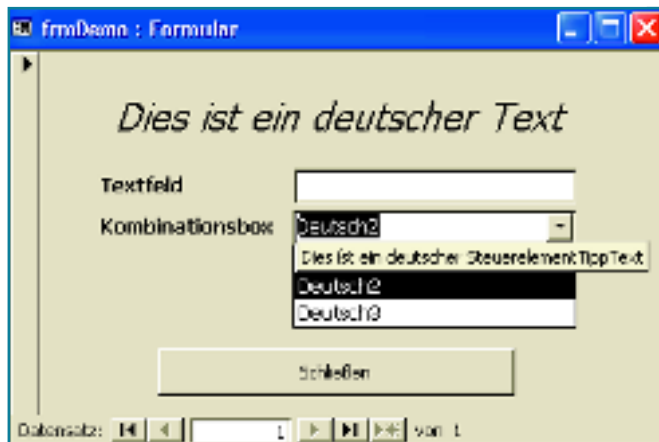 frmDemo : Formular
Dies ist ein deutscher Text
Textfeld
Kombinationsbox Deutsch2
Dies ist ein deutscher SteuerelementTippText
Deutsch2
Deutsch3
Schließen
Datensatz: 1 von 1